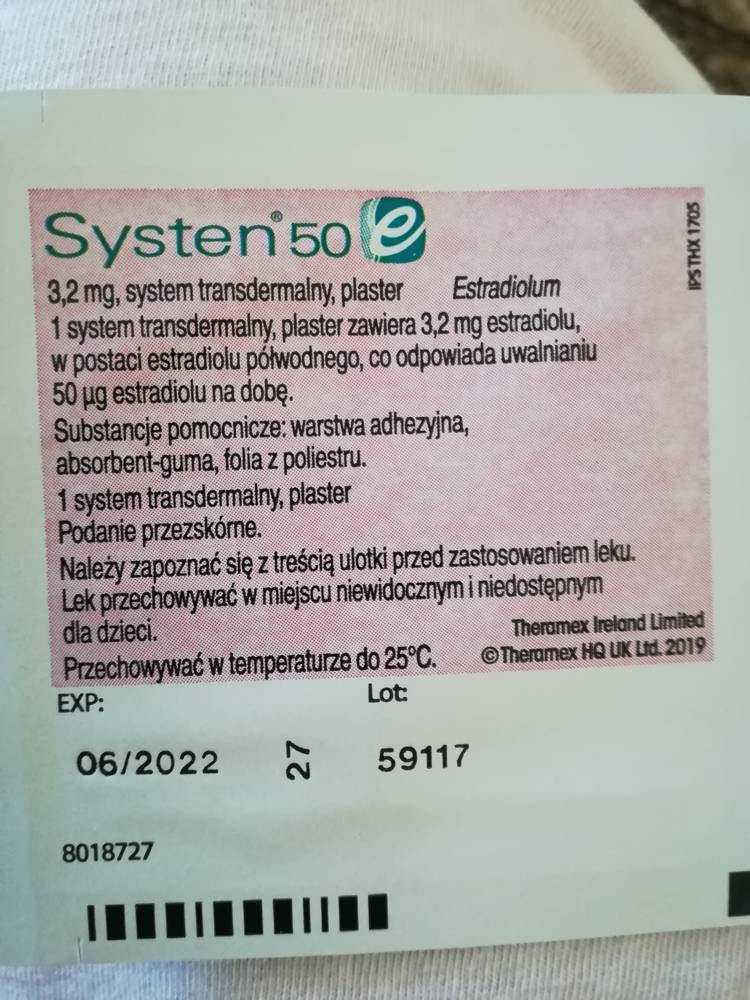 Systen® 50 e
3,2 mg, system transdermalny, plaster Estradiolum
1 system transdermalny, plaster zawiera 3,2 mg estradiolu,
w postaci estradiolu półwodnego, co odpowiada uwalnianiu
50 µg estradiolu na dobę.
Substancje pomocnicze: warstwa adhezyjna,
absorbent-guma, folia z poliestru.
1 system transdermalny, plaster
Podanie przezskórne.
Należy zapoznać się z treścią ulotki przed zastosowaniem leku.
Lek przechowywać w miejscu niewidocznym i niedostępnym
dla dzieci.
Przechowywać w temperaturze do 25°C.
Theramex Ireland Limited
©Theramex HQ UK Ltd. 2019
IPSTHX 1705
EXP: Lot:
06/2022 27 59117
8018727